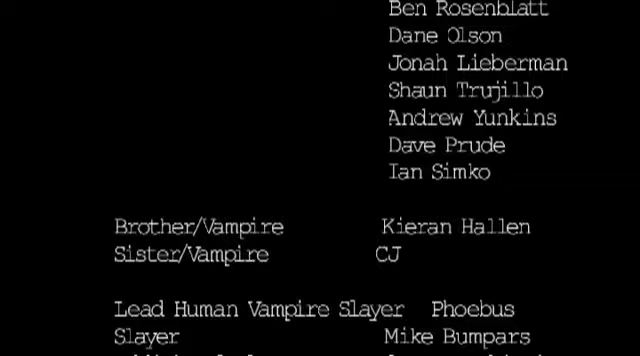 Ben Rosenblatt
Dane Olson
Jonah Lieberman
Shaun Trujillo
Andrew Yunkins
Dave Prude
Ian Simko
Brother/Vampire Kieran Hallen
Sister/Vampire CJ
Lead Human Vampire Slayer Phoebus
Slayer Mike Bumpars